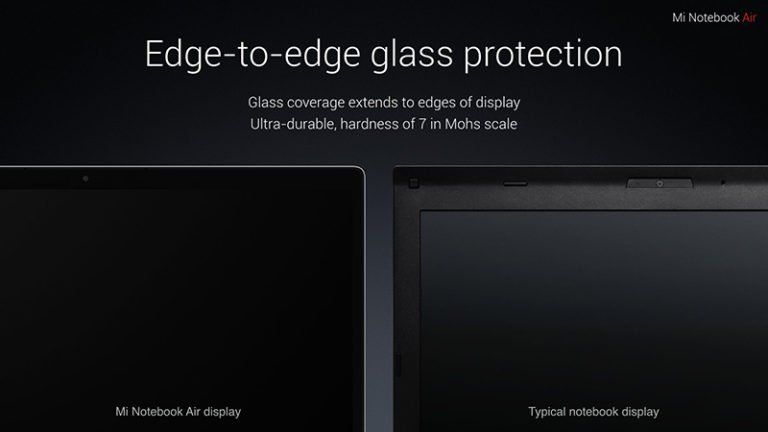 Mi Notebook Air
Edge-to-edge glass protection
Glass coverage extends to edges of display
Ultra-durable, hardness of 7 in Mohs scale
Mi Notebook Air display
Typical notebook display